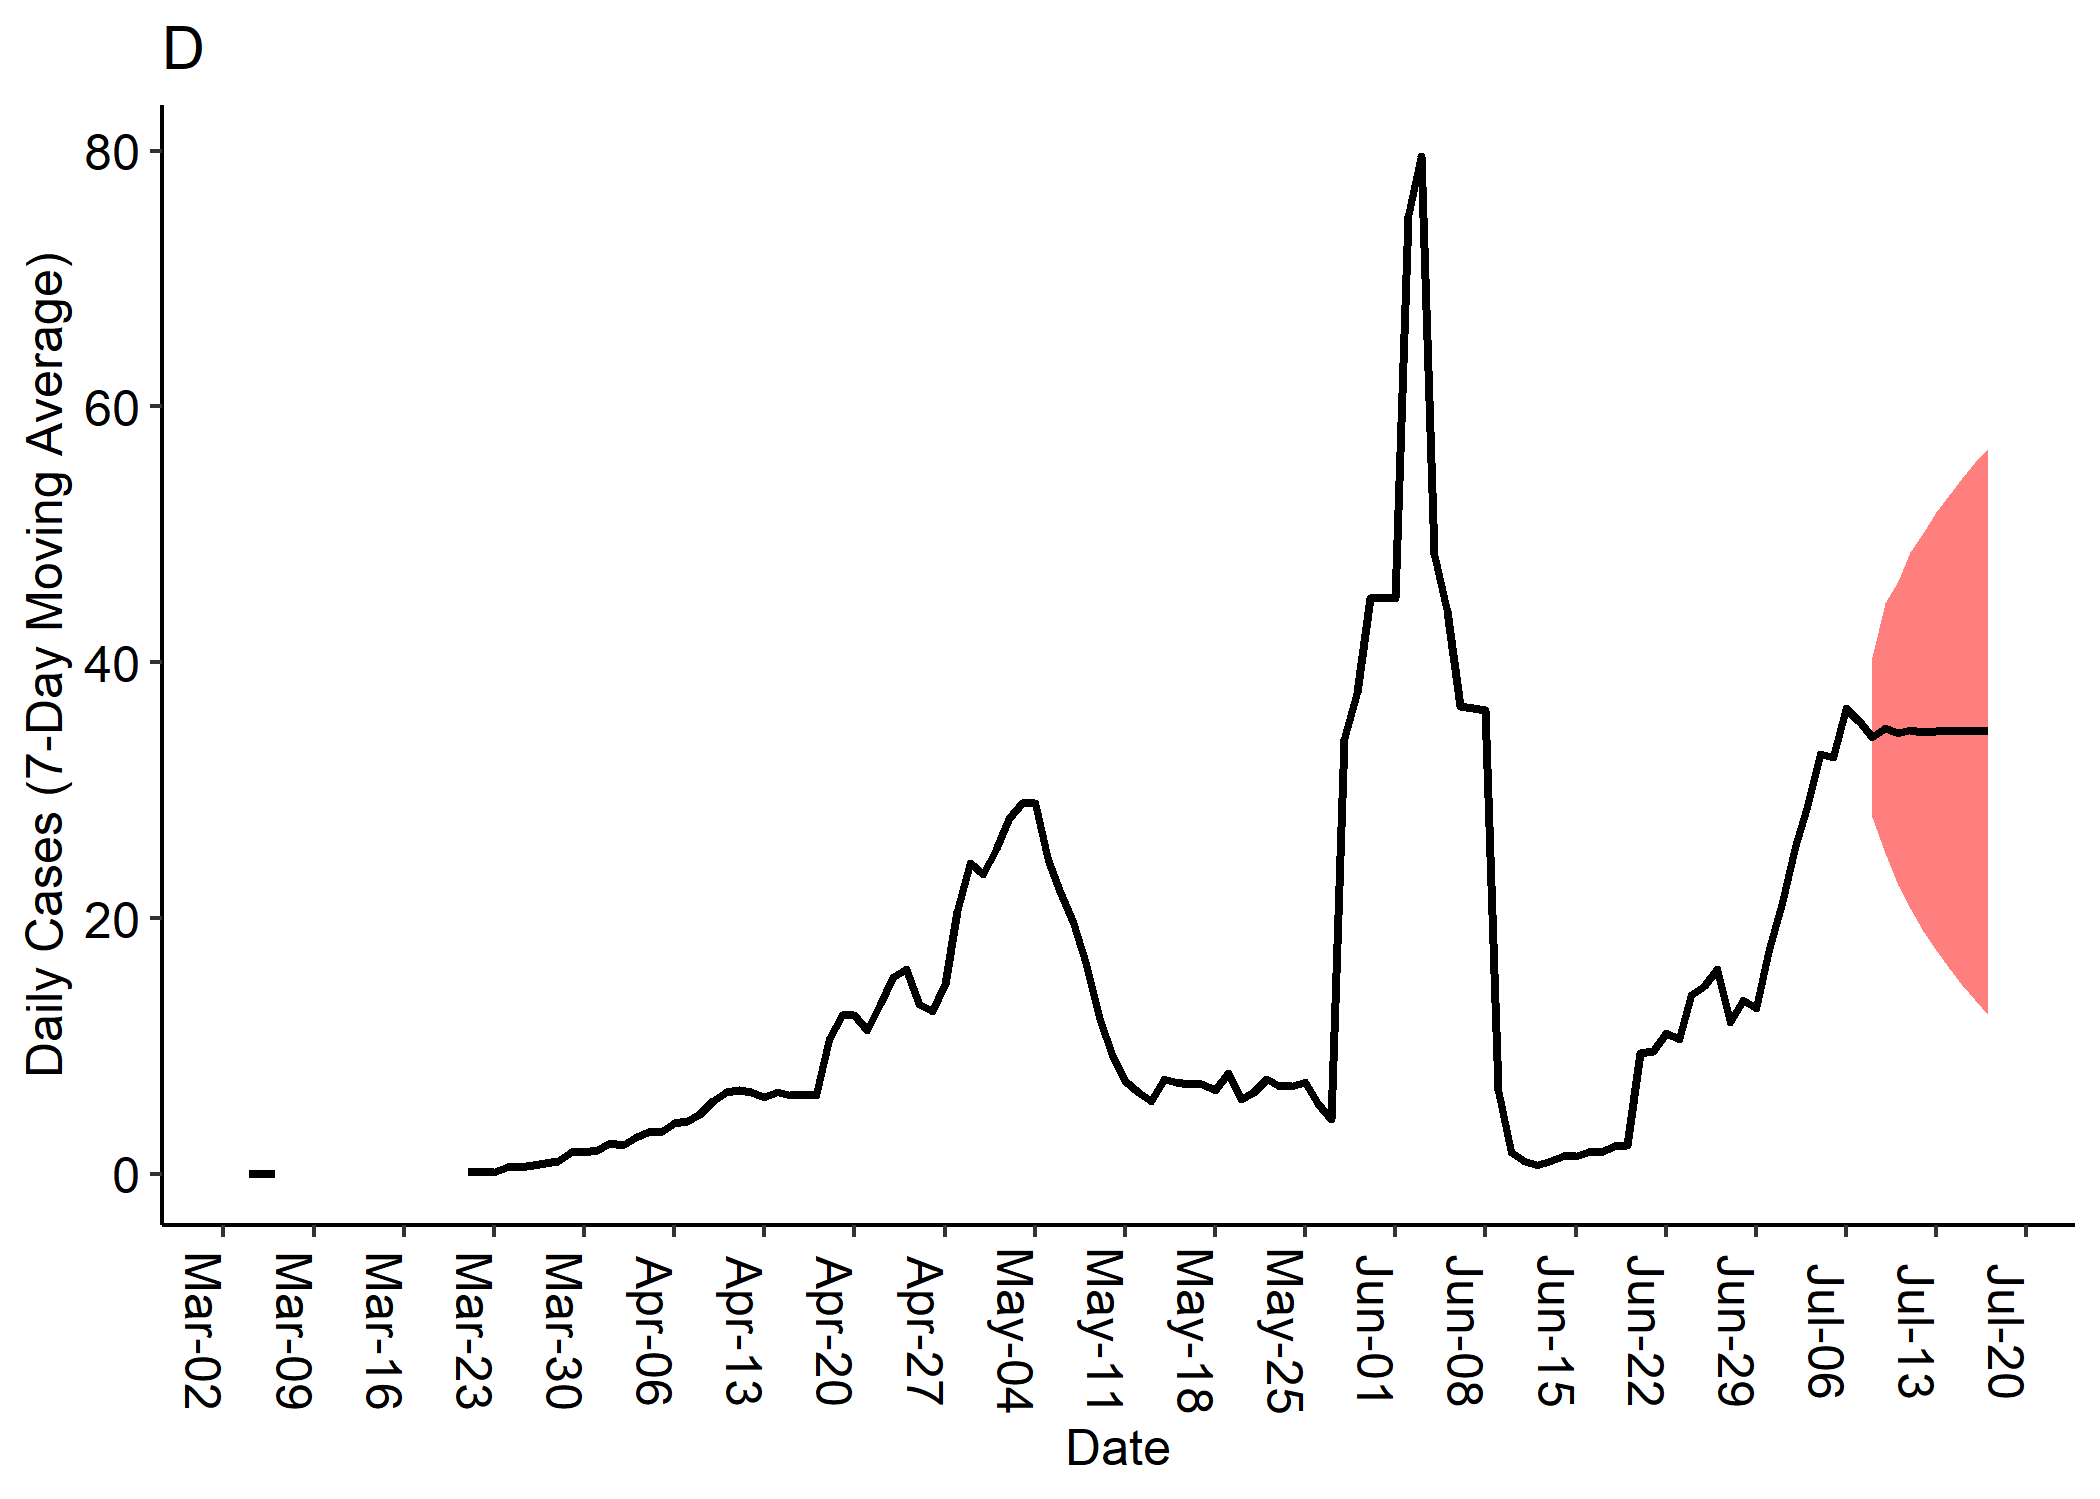 D
Daily Cases (7-Day Moving Average)
80
60
40
20
0
Mar-02
Mar-09
Mar-16
Mar-23
Mar-30
Apr-06
Apr-13
Apr-20
Apr-27
May-04
May-11
May-18
May-25
Jun-01
Jun-08
Jun-15
Jun-22
Jun-29
Jul-06
Jul-13
Jul-20
Date